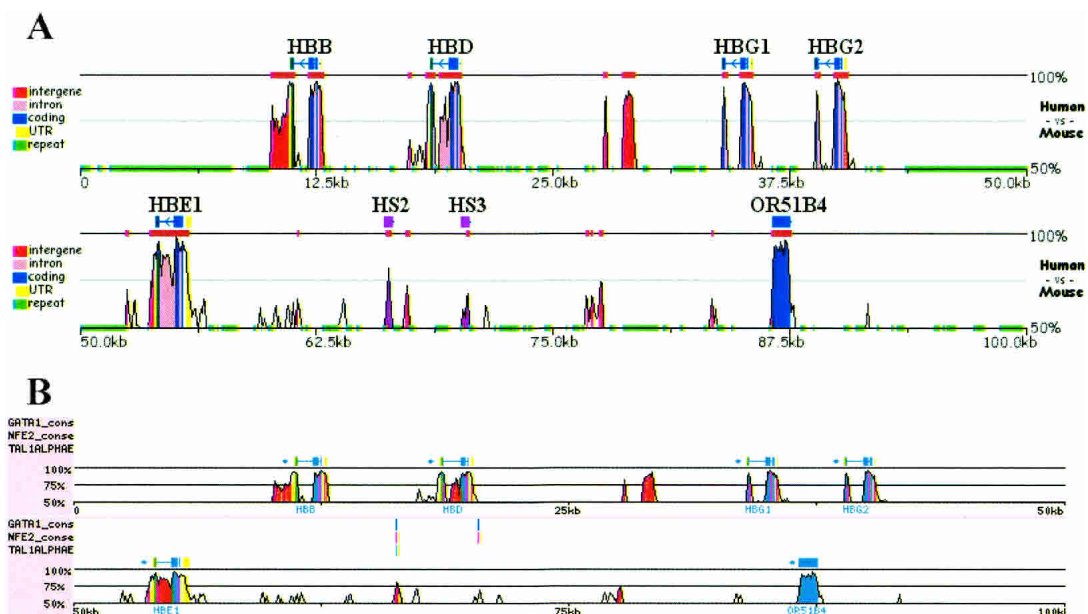 A
HBB HBD HBG1 HBG2
100%
intergene
intron
coding
UTR
repeat
Human
- vs -
Mouse
50%
0 12.5kb 25.0kb 37.5kb 50.0kb
HBE1 HS2 HS3 OR51B4
100%
intergene
intron
coding
UTR
repeat
Human
- vs -
Mouse
50%
50.0kb 62.5kb 75.0kb 87.5kb 100.0kb
B
GATA1_cons
NFE2_conse
TAL1ALPHAE
100%
75%
50%
0 HBB HBD 25kb HBG1 HBG2 50kb
GATA1_cons
NFE2_conse
TAL1ALPHAE
100%
75%
50%
50kb HBE1 75kb OR51B4 100kb